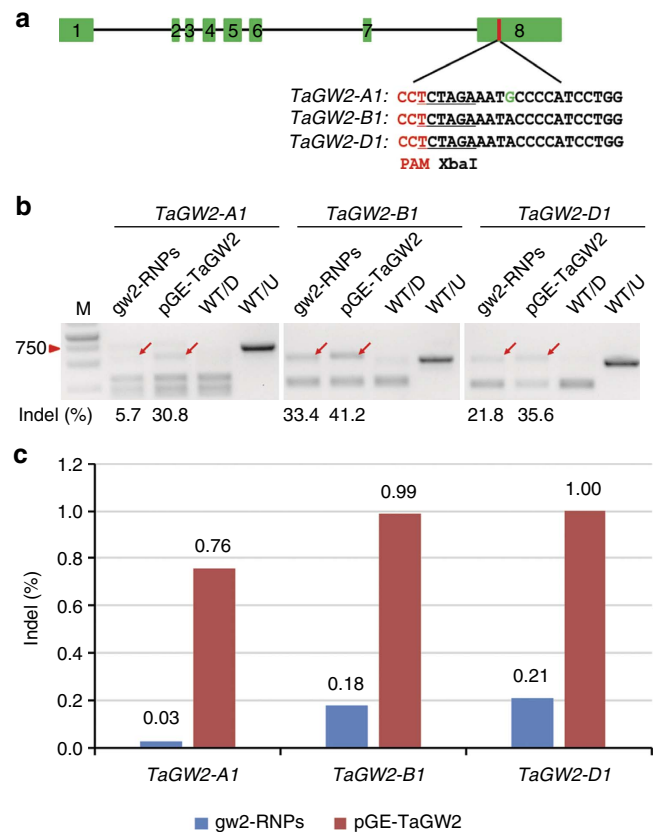 a
1 2 3 4 5 6 7 8
TaGW2-A1: CCTCTAGAAATGCCCCATCCTGG
TaGW2-B1: CCTCTAGAAATACCCCATCCTGG
TaGW2-D1: CCTCTAGAAATACCCCATCCTGG
PAM XbaI
b
TaGW2-A1 TaGW2-B1 TaGW2-D1
M gw2-RNPs pGE-TaGW2 WT/D WT/U gw2-RNPs pGE-TaGW2 WT/D WT/U gw2-RNPs pGE-TaGW2 WT/D WT/U
750
Indel (%) 5.7 30.8 33.4 41.2 21.8 35.6
c
Indel (%)
1.2
1.0
0.8
0.6
0.4
0.2
0.0
0.03 0.76 0.18 0.99 0.21 1.00
TaGW2-A1 TaGW2-B1 TaGW2-D1
gw2-RNPs pGE-TaGW2